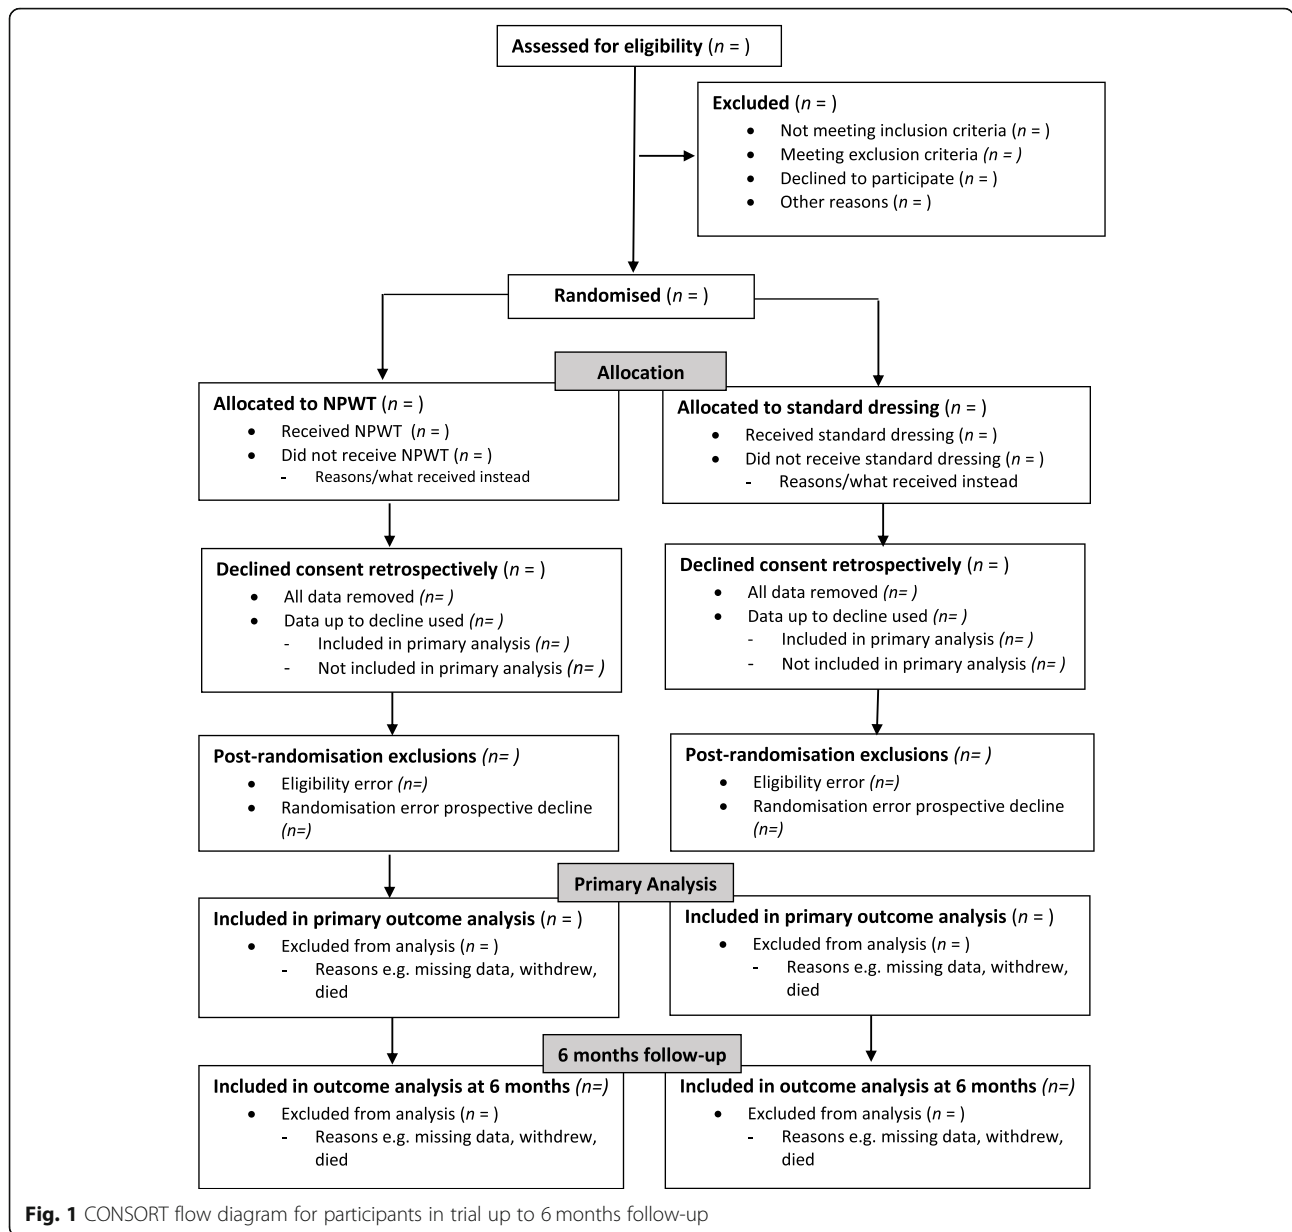 Assessed for eligibility (n = )
Excluded (n = )
• Not meeting inclusion criteria (n = )
• Meeting exclusion criteria (n = )
• Declined to participate (n = )
• Other reasons (n = )
Randomised (n = )
Allocation
Allocated to NPWT (n = )
• Received NPWT (n = )
• Did not receive NPWT (n = )
- Reasons/what received instead
Allocated to standard dressing (n = )
• Received standard dressing (n = )
• Did not receive standard dressing (n = )
- Reasons/what received instead
Declined consent retrospectively (n = )
• All data removed (n= )
• Data up to decline used (n= )
- Included in primary analysis (n= )
- Not included in primary analysis (n= )
Declined consent retrospectively (n = )
• All data removed (n= )
• Data up to decline used (n= )
- Included in primary analysis (n= )
- Not included in primary analysis (n= )
Post-randomisation exclusions (n= )
• Eligibility error (n=)
• Randomisation error prospective decline
(n=)
Post-randomisation exclusions (n= )
• Eligibility error (n=)
• Randomisation error prospective decline
(n=)
Primary Analysis
Included in primary outcome analysis (n = )
• Excluded from analysis (n = )
- Reasons e.g. missing data, withdrew,
died
Included in primary outcome analysis (n = )
• Excluded from analysis (n = )
- Reasons e.g. missing data, withdrew,
died
6 months follow-up
Included in outcome analysis at 6 months (n=)
• Excluded from analysis (n = )
- Reasons e.g. missing data, withdrew,
died
Included in outcome analysis at 6 months (n=)
• Excluded from analysis (n = )
- Reasons e.g. missing data, withdrew,
died
Fig. 1 CONSORT flow diagram for participants in trial up to 6 months follow-up